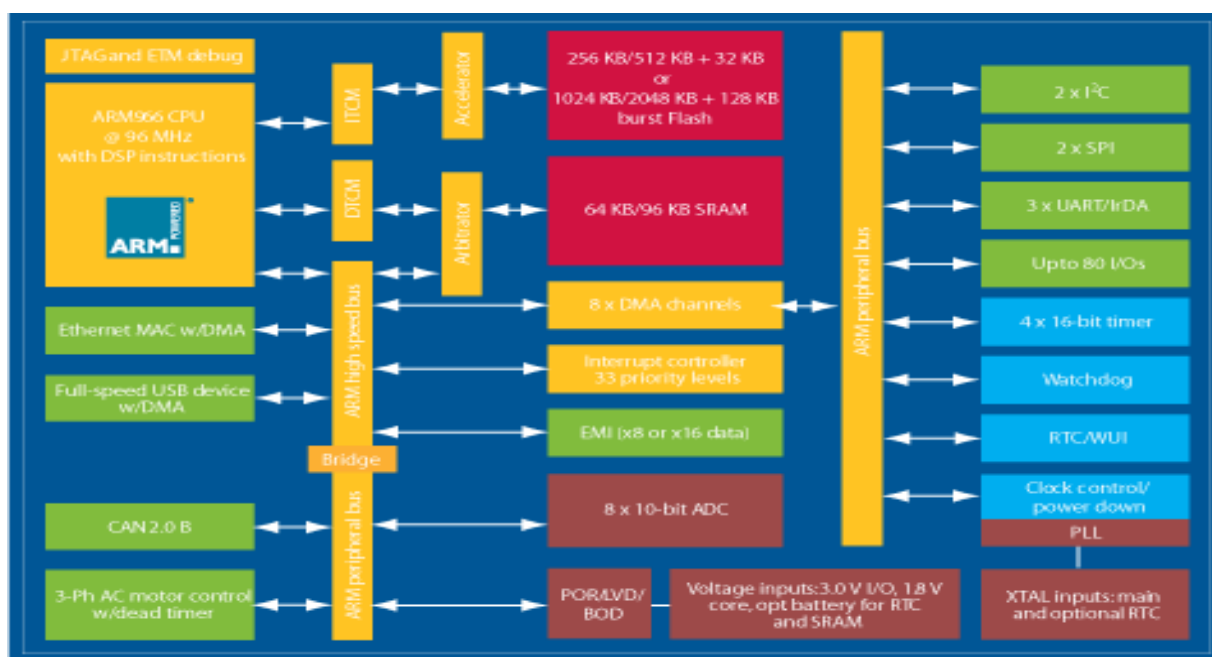 JTAG and ETM debug
ARM966 CPU
@ 96 MHz
with DSP instructions
ARM
POWERED
Ethernet MAC w/DMA
Full-speed USB device
w/DMA
CAN 2.0 B
3-Ph AC motor control
w/dead timer
ITCM
DTCM
ARM high speed bus
Bridge
ARM peripheral bus
Accelerator
Arbitrator
256 KB/512 KB + 32 KB
or
1024 KB/2048 KB + 128 KB
burst Flash
64 KB/96 KB SRAM
8 x DMA channels
Interrupt cortroller
33 priority levels
EMI (x8 or x16 data)
8 x 10-bit ADC
POR/LVD/
BOD
Voltage inputs:3.0 V I/O, 1.8 V
core, opt battery for RTC
and SRAM
ARM peripheral bus
2 x I²C
2 x SPI
3 x UART/IrDA
Upto 80 I/Os
4 x 16-bit timer
Watchdog
RTC/WUI
Clock control/
power down
PLL
XTAL inputs: main
and optional RTC